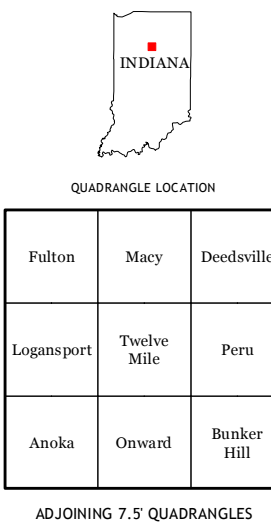 INDIANA
QUADRANGLE LOCATION
Fulton Macy Deedsville
Logansport Twelve Mile Peru
Anoka Onward Bunker Hill
ADJOINING 7.5' QUADRANGLES